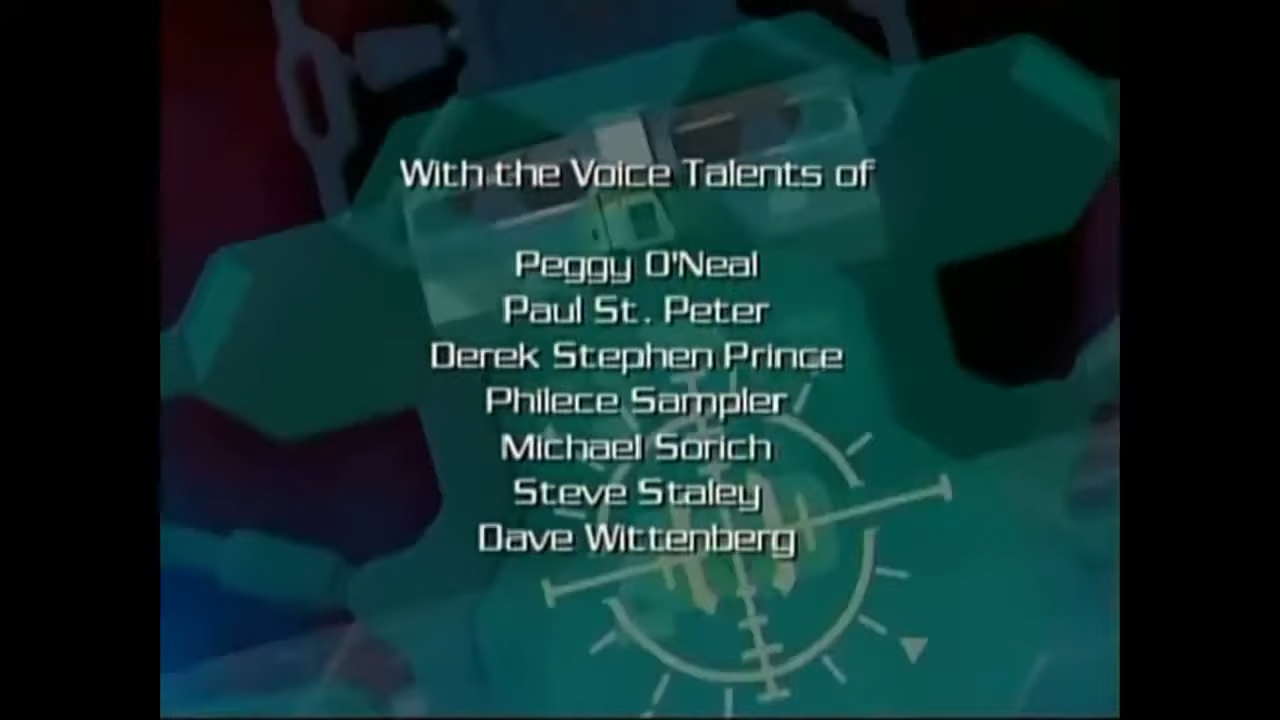 With the Voice Talents of
Peggy O'Neal
Paul St. Peter
Derek Stephen Prince
Philece Sampler
Michael Sorich
Steve Staley
Dave Wittenberg